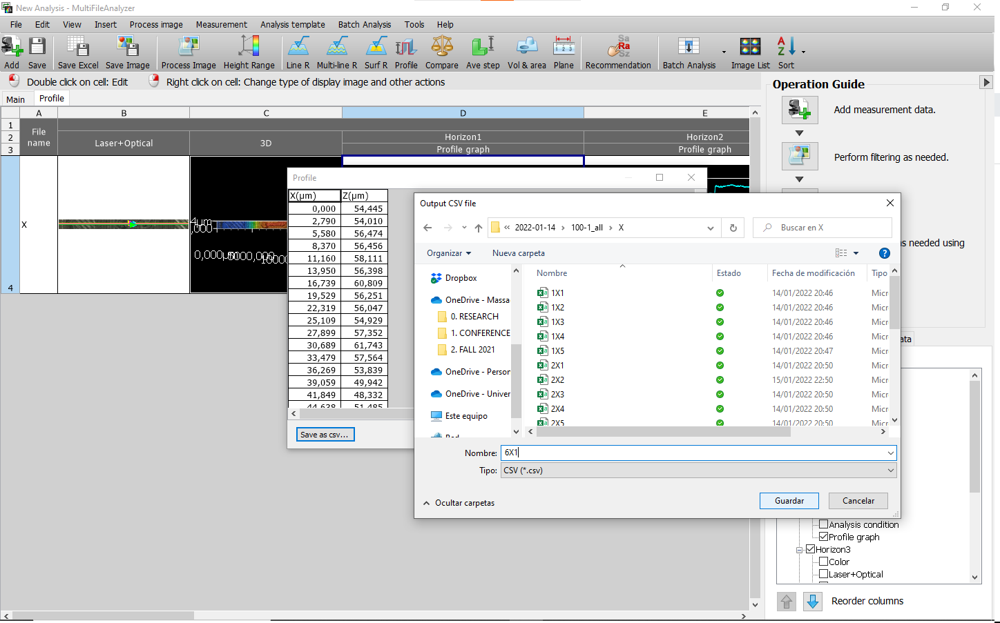 New Analysis - MultiFileAnalyzer
File Edit View Insert Process image Measurement Analysis template Batch Analysis Tools Help
Add Save Save Excel Save Image Process Image Height Range Line R Multi-line R Surf R Profile Compare Ave step Vol & area Plane Recommendation Batch Analysis Image List Sort
Double click on cell: Edit Right click on cell: Change type of display image and other actions
Main Profile
A B C D E
1
2
3
4
File name
Laser+Optical
3D
Horizon1
Profile graph
Horizon2
Profile graph
X
0,000µm
Profile
X(µm) Z(µm)
0,000 54,445
2,790 54,010
5,580 56,474
8,370 56,456
11,160 58,111
13,950 56,398
16,739 60,809
19,529 56,251
22,319 56,047
25,109 54,929
27,899 57,352
30,689 61,743
33,479 57,564
36,269 53,839
39,059 49,942
41,849 48,332
44,638 51,485
Save as csv...
Output CSV file
« 2022-01-14 › 100-1_all › X
Buscar en X
Organizar Nueva carpeta
Dropbox
OneDrive - Massa
0. RESEARCH
1. CONFERENCE
2. FALL 2021
OneDrive - Person
OneDrive - Univer
Este equipo
Red
Nombre Estado Fecha de modificación Tipo
1X1 14/01/2022 20:46 Micr
1X2 14/01/2022 20:46 Micr
1X3 14/01/2022 20:46 Micr
1X4 14/01/2022 20:46 Micr
1X5 14/01/2022 20:47 Micr
2X1 14/01/2022 20:50 Micr
2X2 15/01/2022 22:50 Micr
2X3 14/01/2022 20:50 Micr
2X4 14/01/2022 20:50 Micr
2X5 14/01/2022 20:50 Micr
Nombre: 6X1
Tipo: CSV (*.csv)
Ocultar carpetas
Guardar Cancelar
Operation Guide
Add measurement data.
Perform filtering as needed.
s needed using
ata
Analysis condition
Profile graph
Horizon3
Color
Laser+Optical
Reorder columns